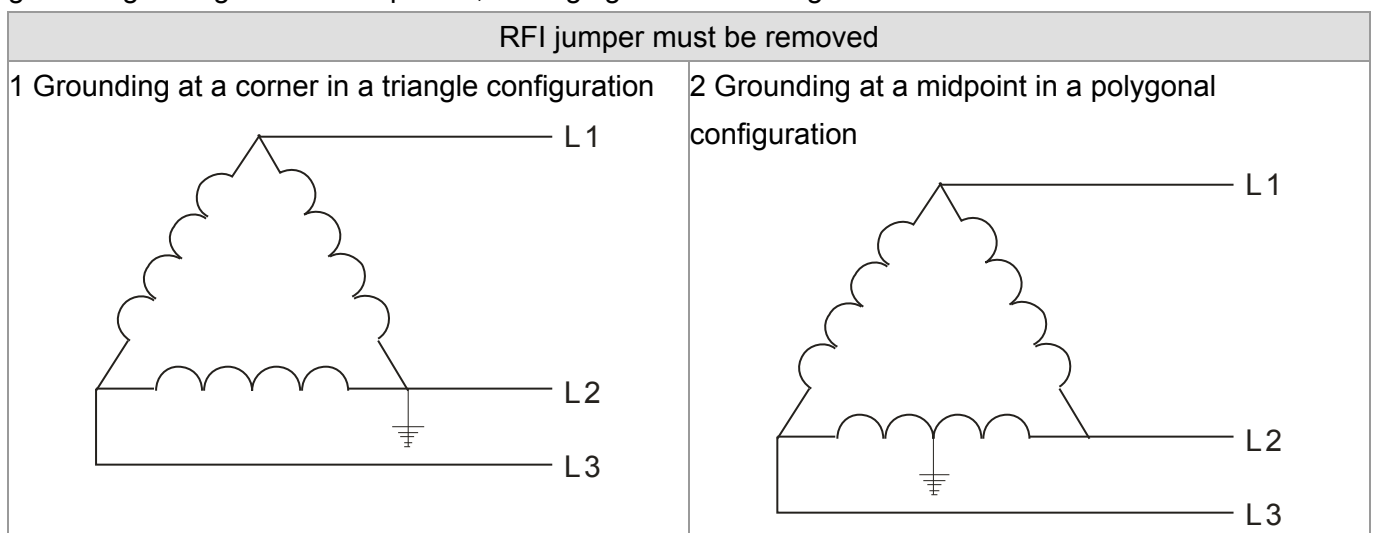 RFI jumper must be removed
1 Grounding at a corner in a triangle configuration
L1
L2
L3
2 Grounding at a midpoint in a polygonal
configuration
L1
L2
L3